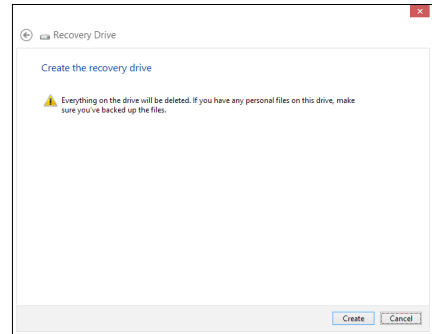 Recovery Drive
Create the recovery drive
Everything on the drive will be deleted. If you have any personal files on this drive, make
sure you've backed up the files.
Create Cancel